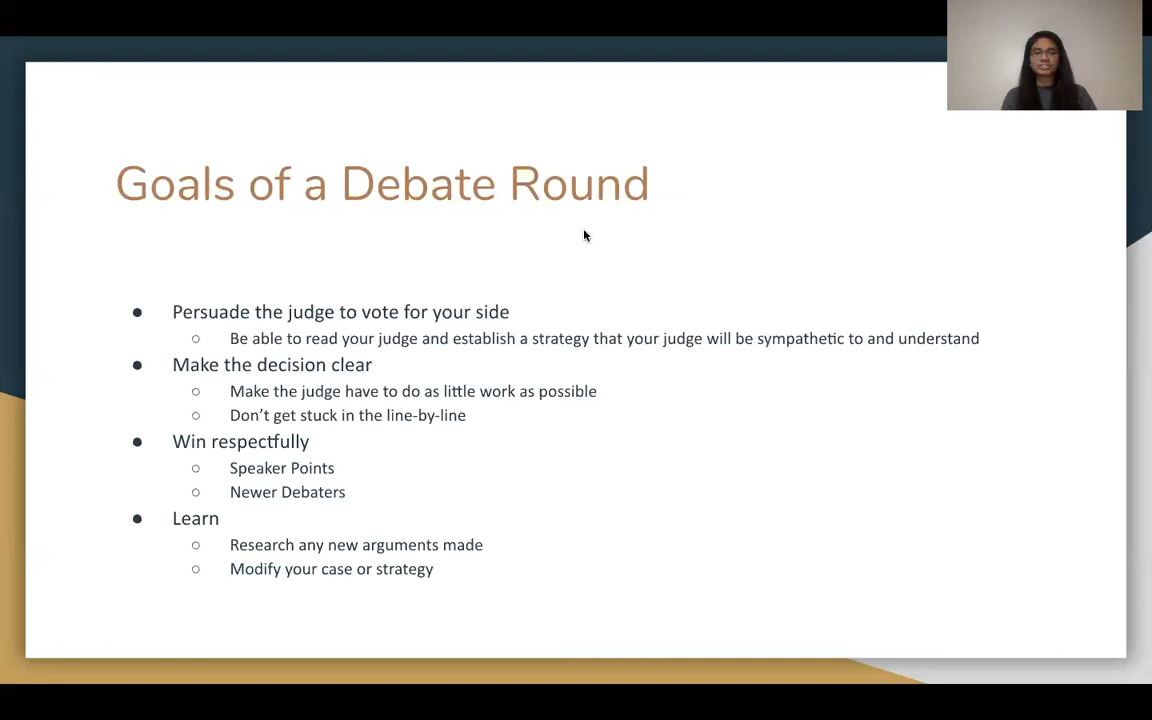 Goals of a Debate Round
● Persuade the judge to vote for your side
○ Be able to read your judge and establish a strategy that your judge will be sympathetic to and understand
● Make the decision clear
○ Make the judge have to do as little work as possible
○ Don’t get stuck in the line-by-line
● Win respectfully
○ Speaker Points
○ Newer Debaters
● Learn
○ Research any new arguments made
○ Modify your case or strategy